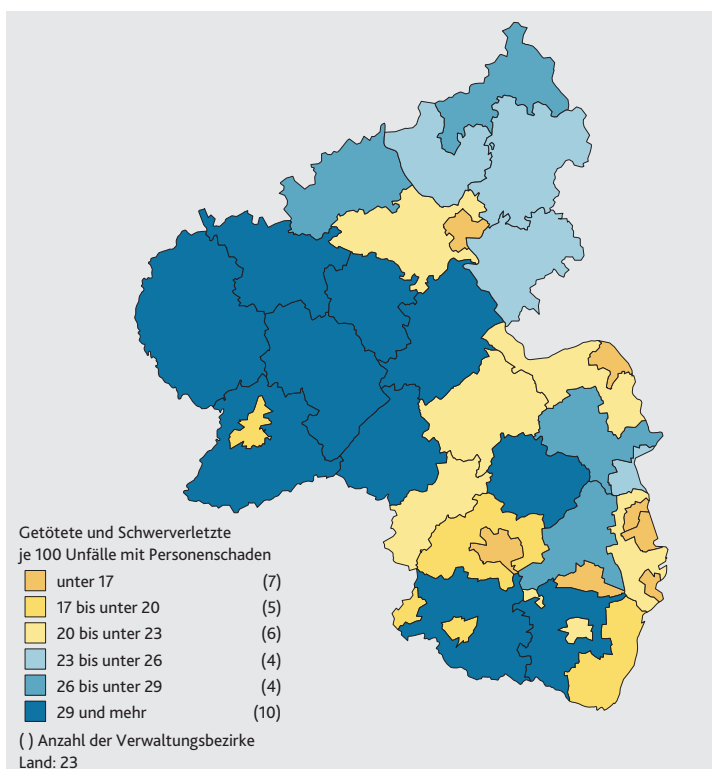 Getötete und Schwerverletzte
je 100 Unfälle mit Personenschaden
unter 17 (7)
17 bis unter 20 (5)
20 bis unter 23 (6)
23 bis unter 26 (4)
26 bis unter 29 (4)
29 und mehr (10)
( ) Anzahl der Verwaltungsbezirke
Land: 23